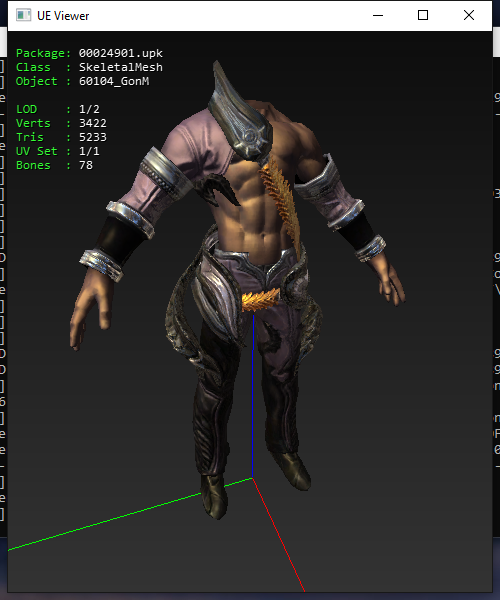 UE Viewer
Package: 00024901.upk
Class : SkeletalMesh
Object : 60104_GonM
LOD : 1/2
Verts : 3422
Tris : 5233
UV Set : 1/1
Bones : 78